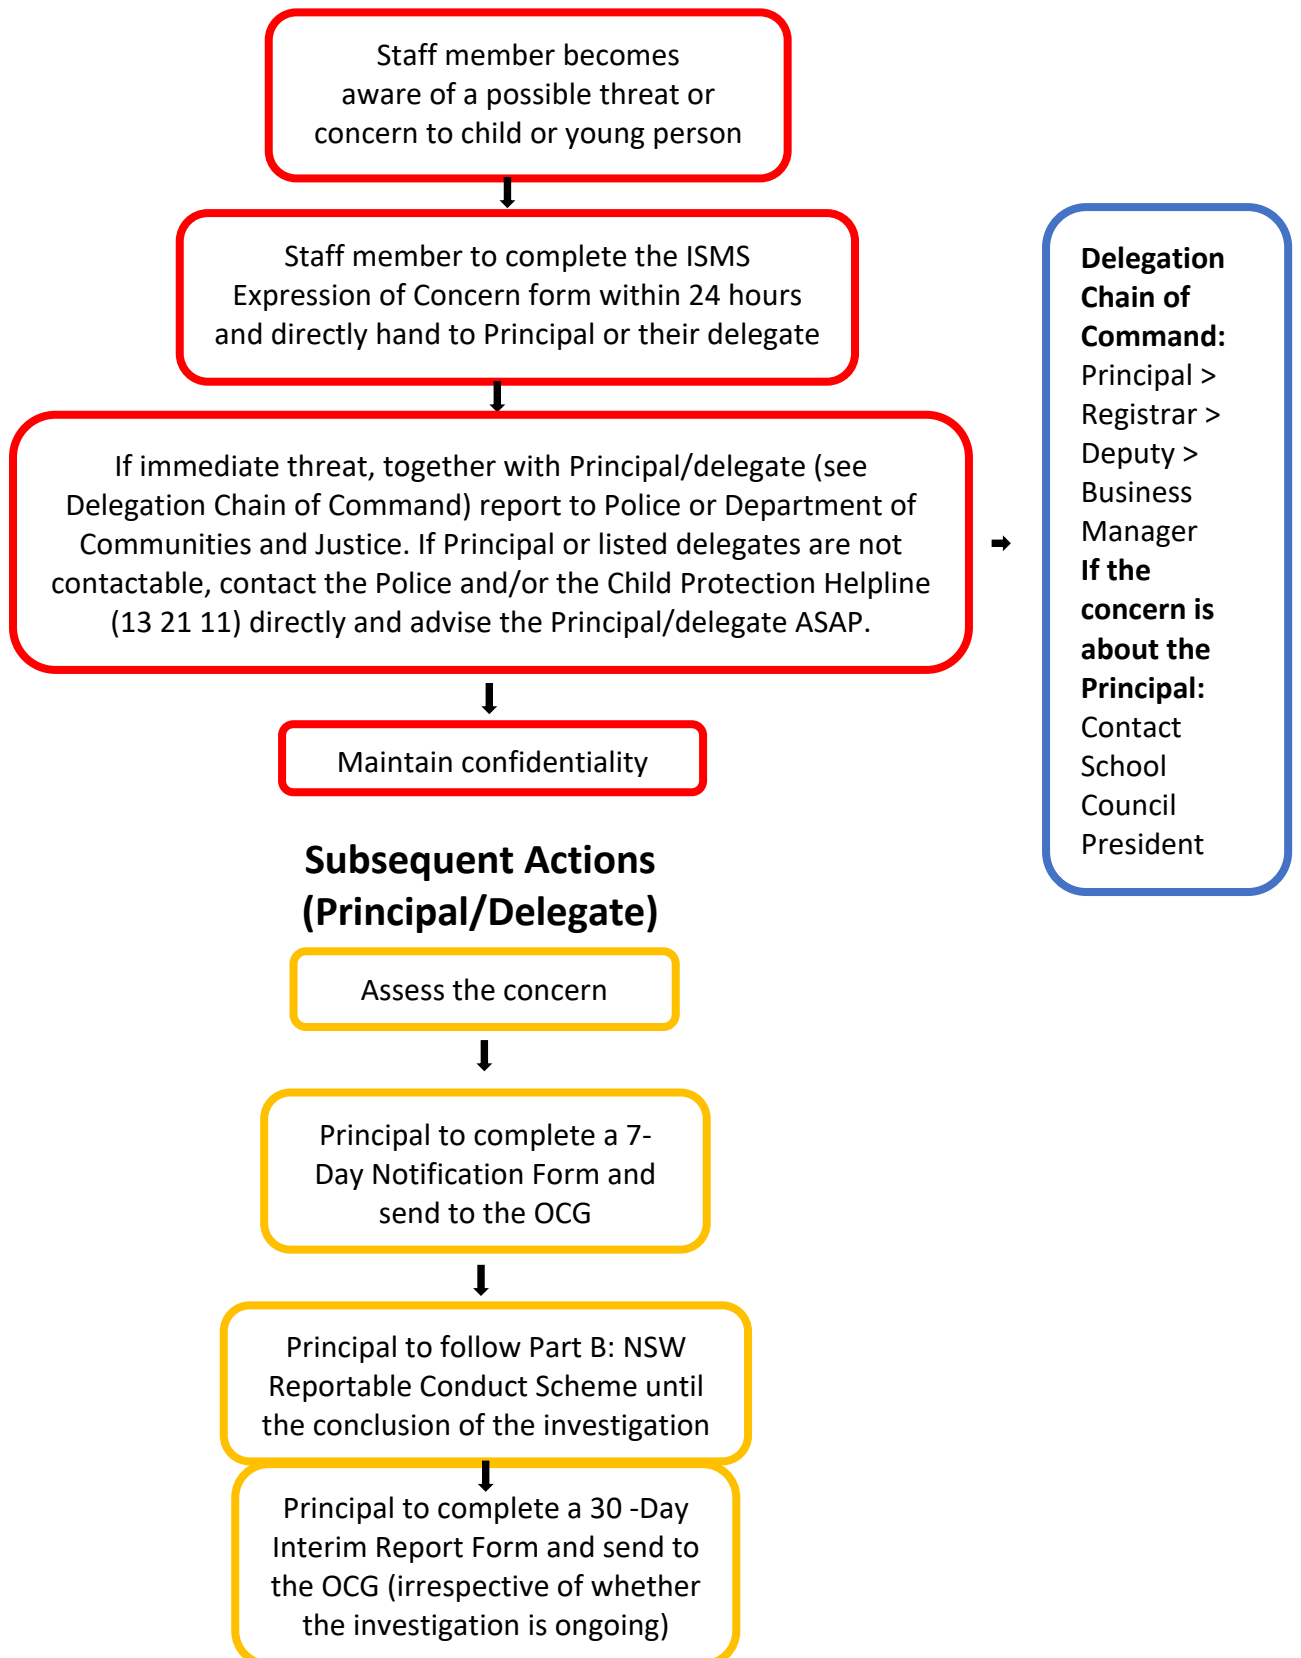 Staff member becomes
aware of a possible threat or
concern to child or young person
Staff member to complete the ISMS
Expression of Concern form within 24 hours
and directly hand to Principal or their delegate
If immediate threat, together with Principal/delegate (see
Delegation Chain of Command) report to Police or Department of
Communities and Justice. If Principal or listed delegates are not
contactable, contact the Police and/or the Child Protection Helpline
(13 21 11) directly and advise the Principal/delegate ASAP.
Delegation
Chain of
Command:
Principal >
Registrar >
Deputy >
Business
Manager
If the
concern is
about the
Principal:
Contact
School
Council
President
Maintain confidentiality
Subsequent Actions
(Principal/Delegate)
Assess the concern
Principal to complete a 7-
Day Notification Form and
send to the OCG
Principal to follow Part B: NSW
Reportable Conduct Scheme until
the conclusion of the investigation
Principal to complete a 30 -Day
Interim Report Form and send to
the OCG (irrespective of whether
the investigation is ongoing)